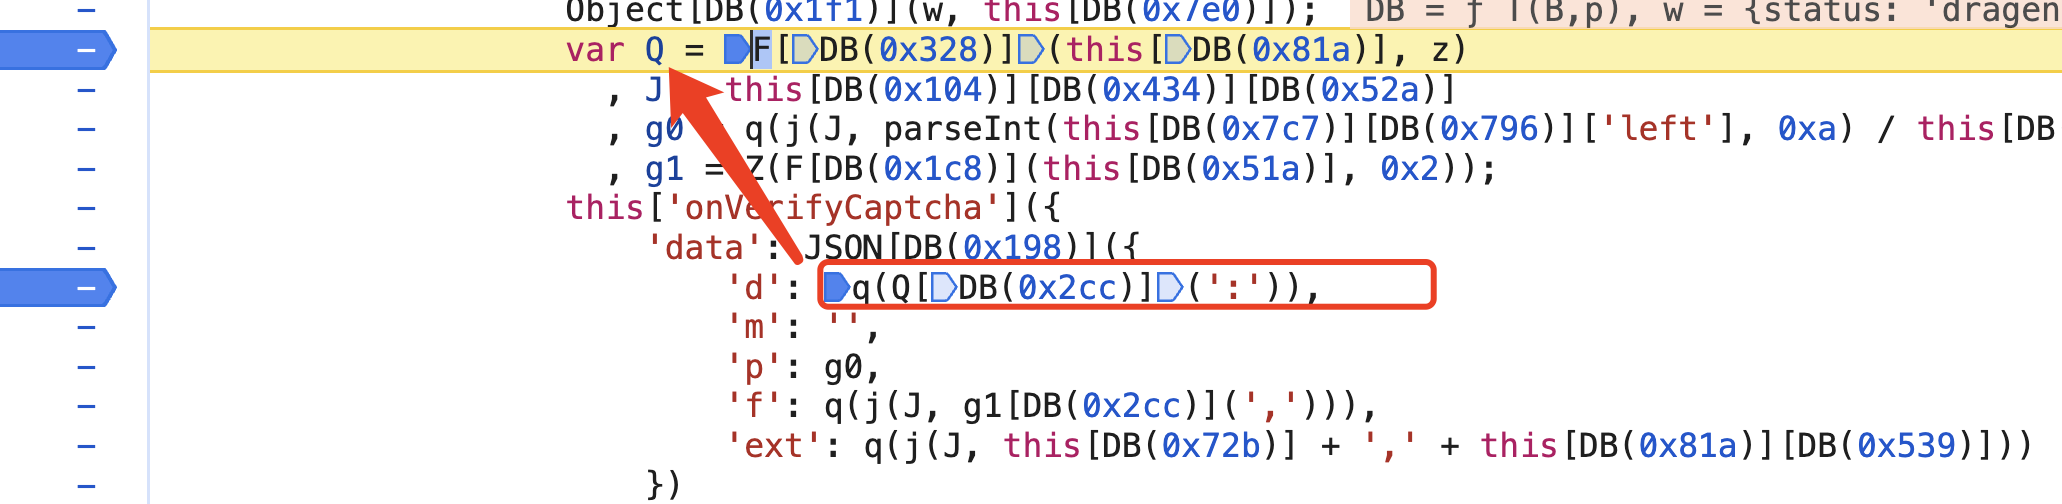 Object[DB(0x1f1)](w, this[DB(0x7e0)]); DB = ƒ T(B,p), w = {status: 'dragen
var Q = F[DB(0x328)](this[DB(0x81a)], z)
, J this[DB(0x104)][DB(0x434)][DB(0x52a)]
, g0 q(j(J, parseInt(this[DB(0x7c7)][DB(0x796)]['left'], 0xa) / this[DB
, g1 = Z(F[DB(0x1c8)](this[DB(0x51a)], 0x2));
this['onVerifyCaptcha']({
'data': JSON[DB(0x198)]({
'd': q(Q[DB(0x2cc)](':')),
'm': '',
'p': g0,
'f': q(j(J, g1[DB(0x2cc)](','))),
'ext': q(j(J, this[DB(0x72b)] + ',' + this[DB(0x81a)][DB(0x539)]))
})